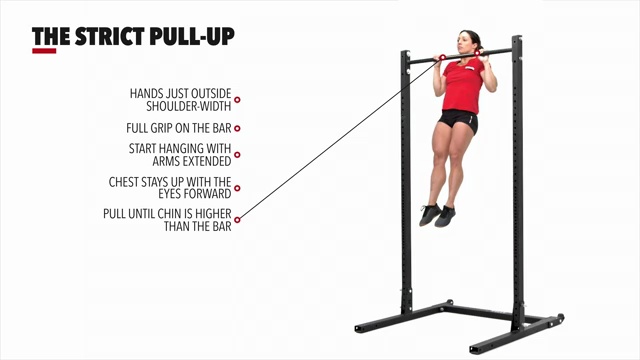 THE STRICT PULL-UP
HANDS JUST OUTSIDE
SHOULDER-WIDTH
FULL GRIP ON THE BAR
START HANGING WITH
ARMS EXTENDED
CHEST STAYS UP WITH THE
EYES FORWARD
PULL UNTIL CHIN IS HIGHER
THAN THE BAR